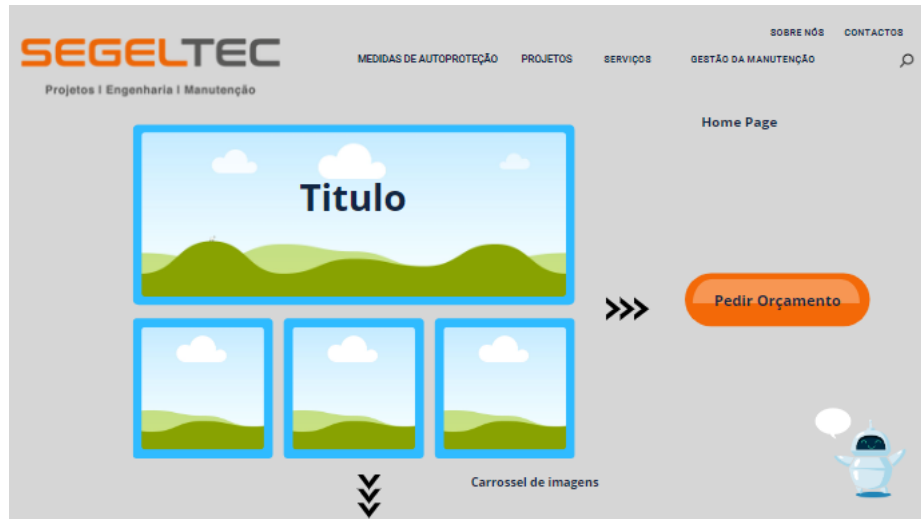 SOBRE NÓS CONTACTOS
SEGELTEC
MEDIDAS DE AUTOPROTEÇÃO PROJETOS SERVIÇOS GESTÃO DA MANUTENÇÃO
Projetos | Engenharia | Manutenção
Home Page
Titulo
Pedir Orçamento
Carrossel de imagens